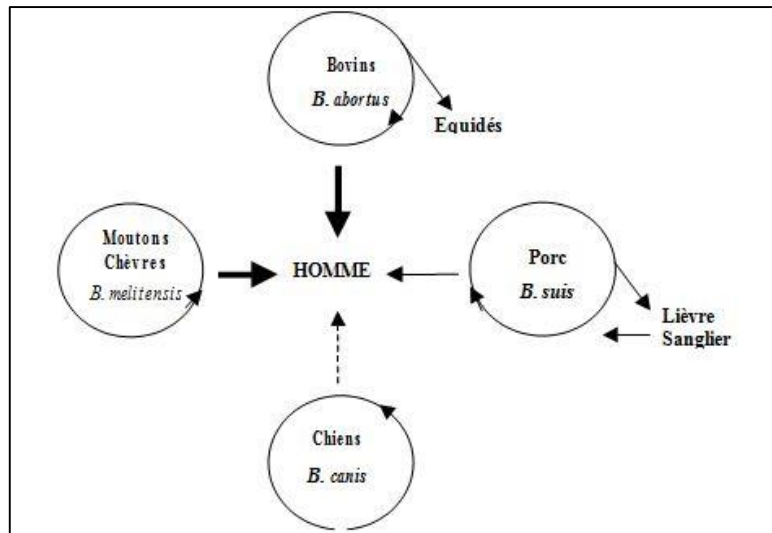 Bovins
B. abortus
Equidés
Moutons
Chèvres
B. melitensis
HOMME
Porc
B. suis
Lièvre
Sanglier
Chiens
B. canis